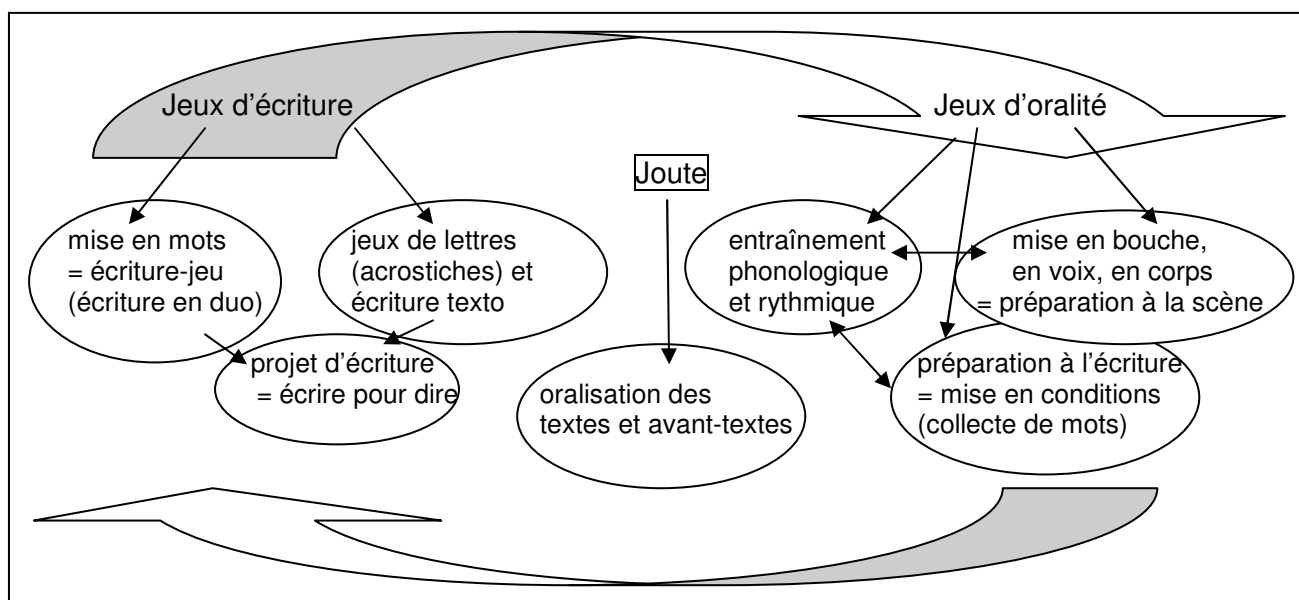 Jeux d'écriture
Jeux d'oralité
Joute
mise en mots
= écriture-jeu
(écriture en duo)
jeux de lettres
(acrostiches) et
écriture texto
projet d'écriture
= écrire pour dire
oralisation des
textes et avant-textes
entraînement
phonologique
et rythmique
mise en bouche,
en voix, en corps
= préparation à la scène
préparation à l'écriture
= mise en conditions
(collecte de mots)